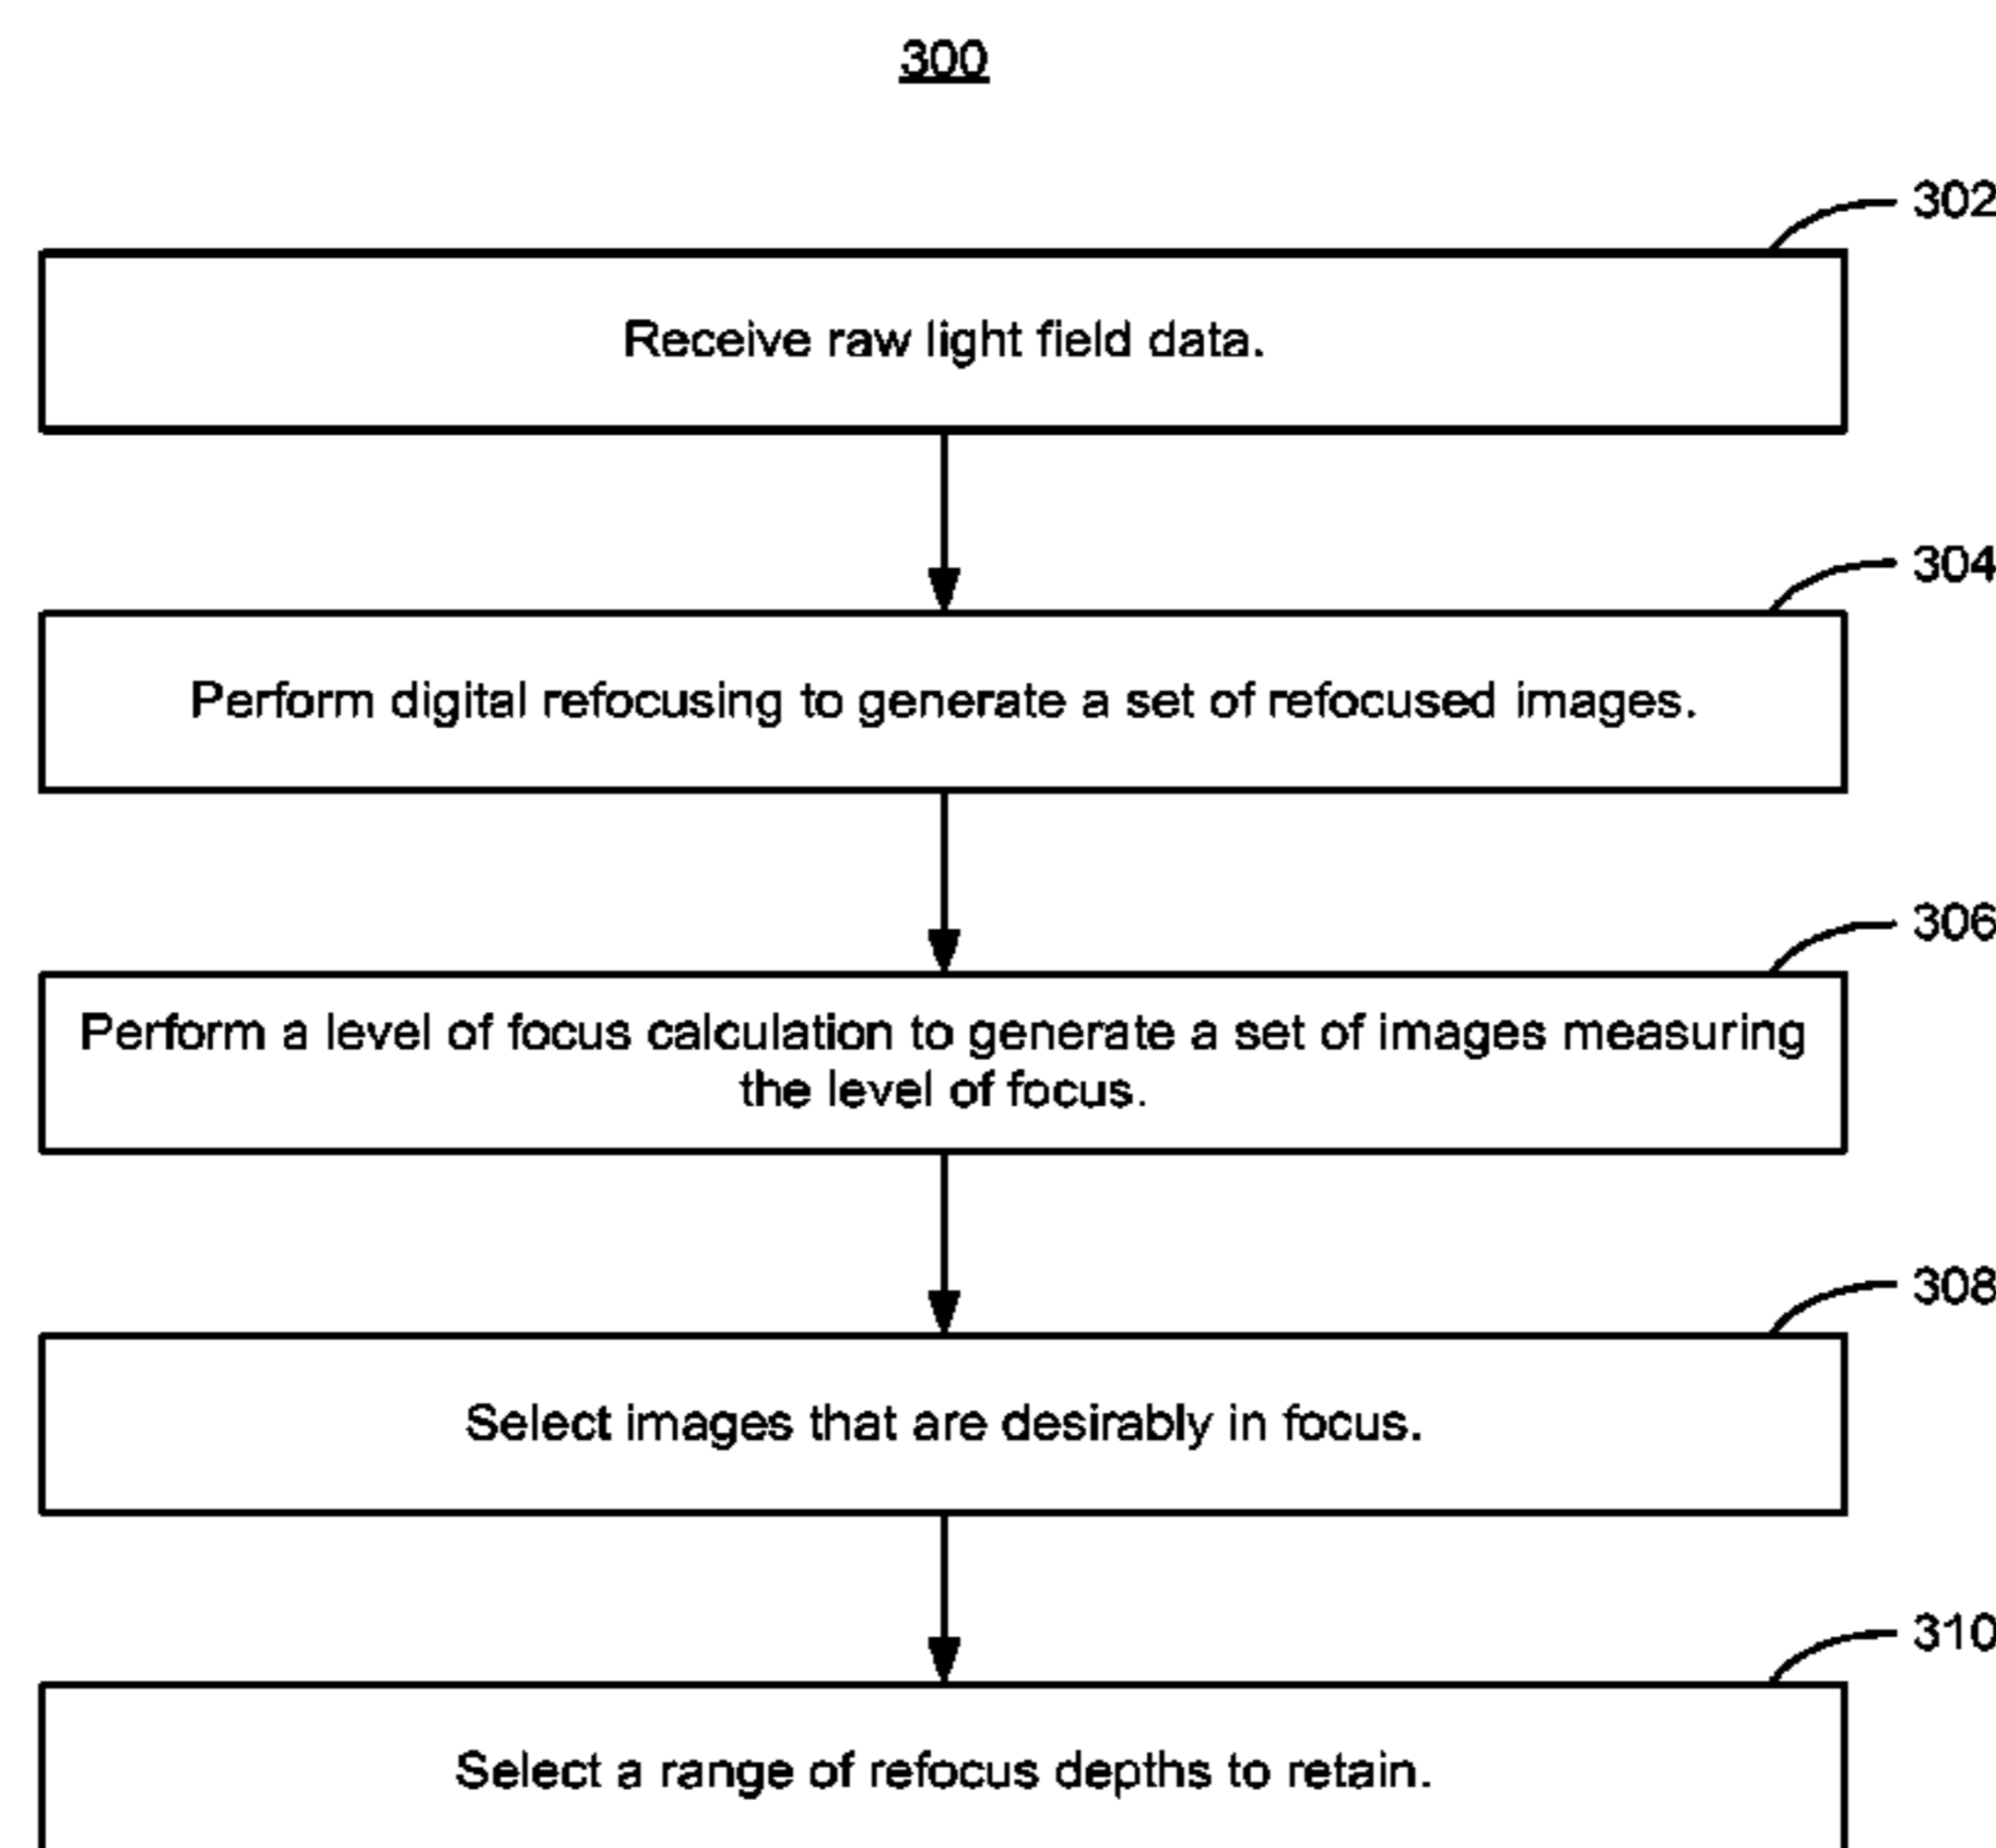 300
302
Receive raw light field data.
304
Perform digital refocusing to generate a set of refocused images.
306
Perform a level of focus calculation to generate a set of images measuring
the level of focus.
308
Select images that are desirably in focus.
310
Select a range of refocus depths to retain.